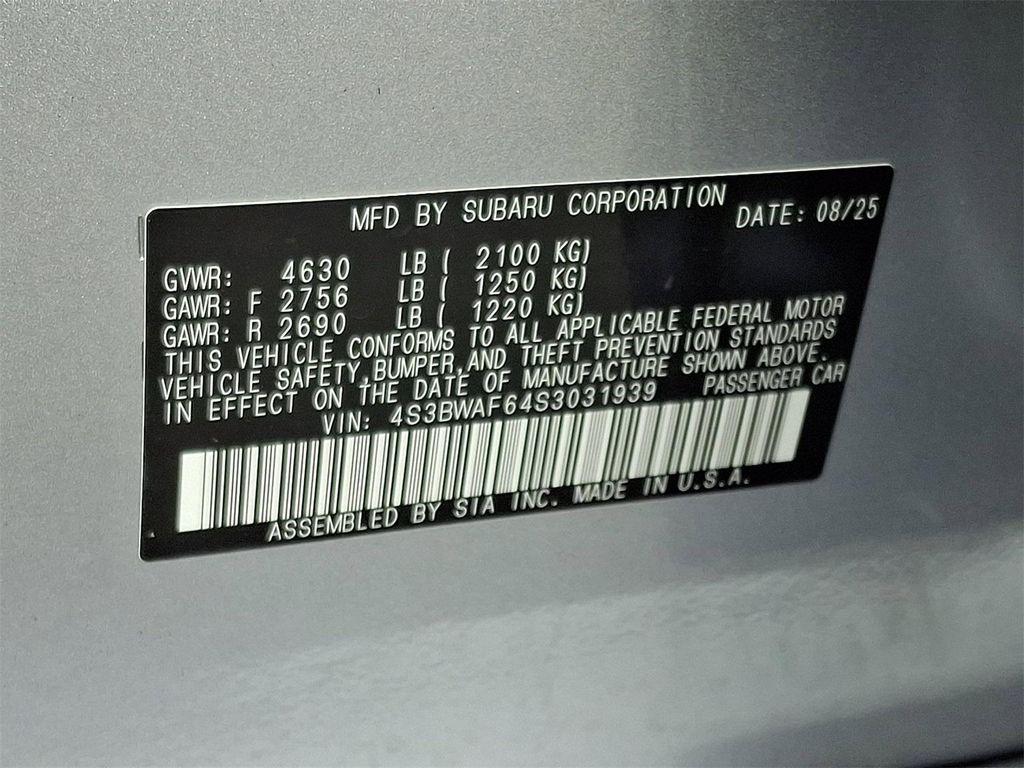 MFD BY SUBARU CORPORATION DATE: 08/25
GVWR: 4630 LB ( 2100 KG)
GAWR: F 2756 LB ( 1250 KG)
GAWR: R 2690 LB ( 1220 KG)
THIS VEHICLE CONFORMS TO ALL APPLICABLE FEDERAL MOTOR
VEHICLE SAFETY,BUMPER,AND THEFT PREVENTION STANDARDS
IN EFFECT ON THE DATE OF MANUFACTURE SHOWN ABOVE.
VIN: 4S3BWAF64S3031939 PASSENGER CAR
ASSEMBLED BY SIA INC. MADE IN U.S.A.